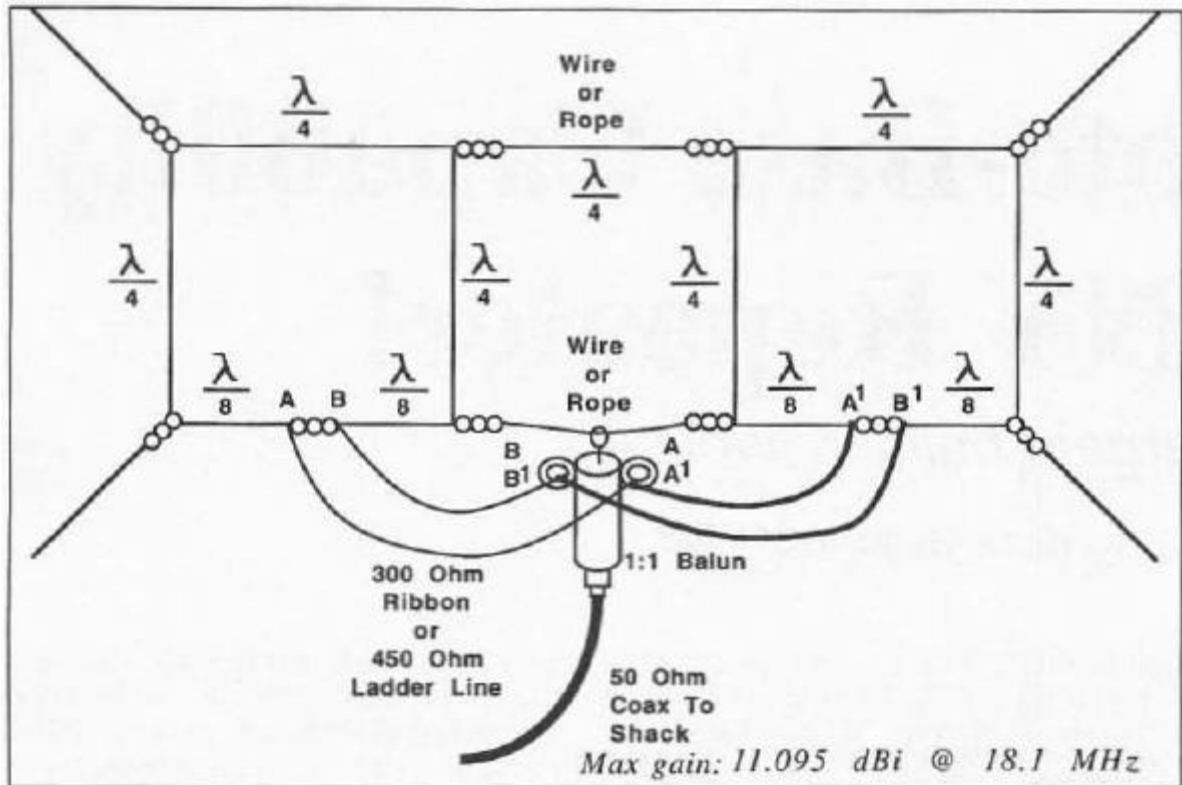 Wire
or
Rope
λ/4
λ/4
λ/4
λ/4
λ/4
λ/4
λ/4
Wire
or
Rope
λ/8
A B
λ/8
λ/8
A¹ B¹
λ/8
B
B¹
A
A¹
1:1 Balun
300 Ohm
Ribbon
or
450 Ohm
Ladder Line
50 Ohm
Coax To
Shack
Max gain: 11.095 dBi @ 18.1 MHz